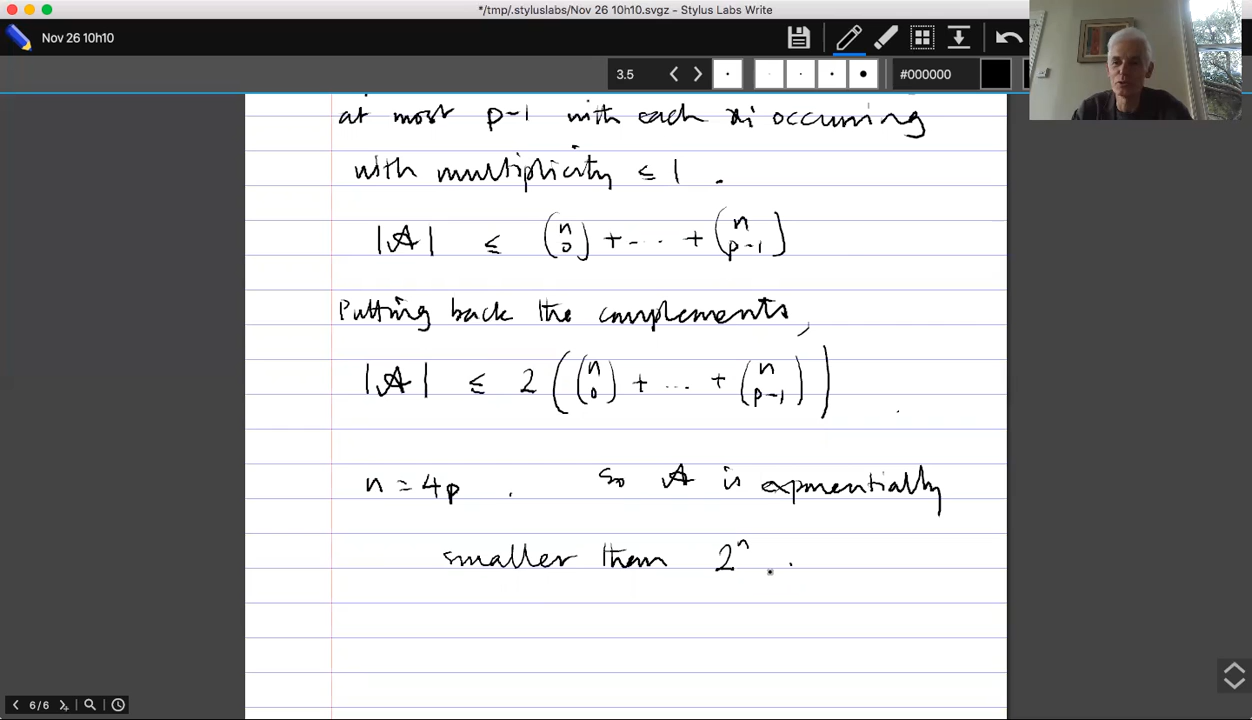 */tmp/.styluslabs/Nov 26 10h10.svgz - Stylus Labs Write
Nov 26 10h10
3.5
#000000
at most p-1 with each xi occurring
with multiplicity ≤ 1 .
|𝒜| ≤ (n 0) + ... + (n p-1)
Putting back the complements,
|𝒜| ≤ 2 ((n 0) + ... + (n p-1))
n = 4p . So 𝒜 is exponentially
smaller than 2ⁿ .
6/6